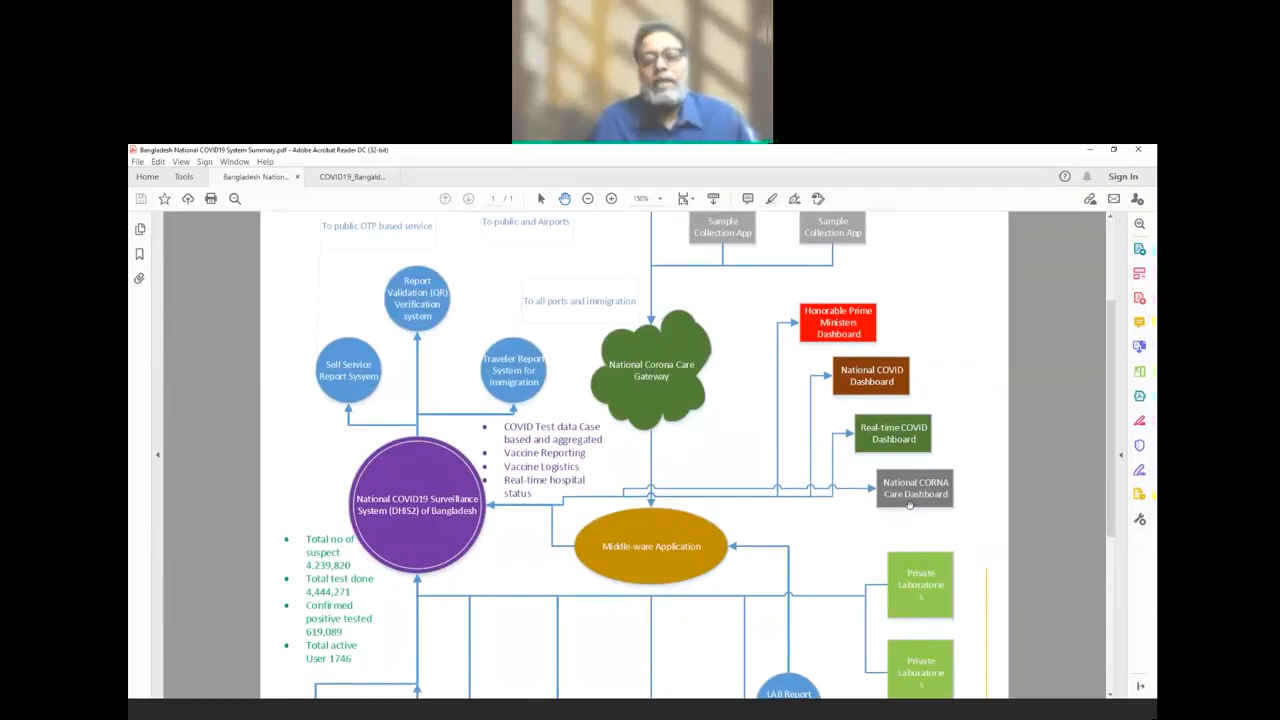 Bangladesh National COVID19 System Summary.pdf - Adobe Acrobat Reader DC (32-bit)
File Edit View Sign Window Help
Home Tools Bangladesh Nation... COVID19_Bangald... Sign In
1 / 1 150%
To public OTP based service
To public and Airports
Sample
Collection App
Sample
Collection App
Report
Validation (QR)
Verification
system
To all ports and immigration
Self Service
Report Sysyem
Traveler Report
System for
Immigration
National Corona Care
Gateway
Honorable Prime
Ministers
Dashboard
National COVID
Dashboard
Real-time COVID
Dashboard
National CORNA
Care Dashboard
• COVID Test data Case
based and aggregated
• Vaccine Reporting
• Vaccine Logistics
• Real-time hospital
status
National COVID19 Surveillance
System (DHIS2) of Bangladesh
Middle-ware Application
• Total no of
suspect
4.239,820
• Total test done
4,444,271
• Confirmed
positive tested
619,089
• Total active
User 1746
Private
Laboratorie
s
Private
Laboratorie
s
LAB Report